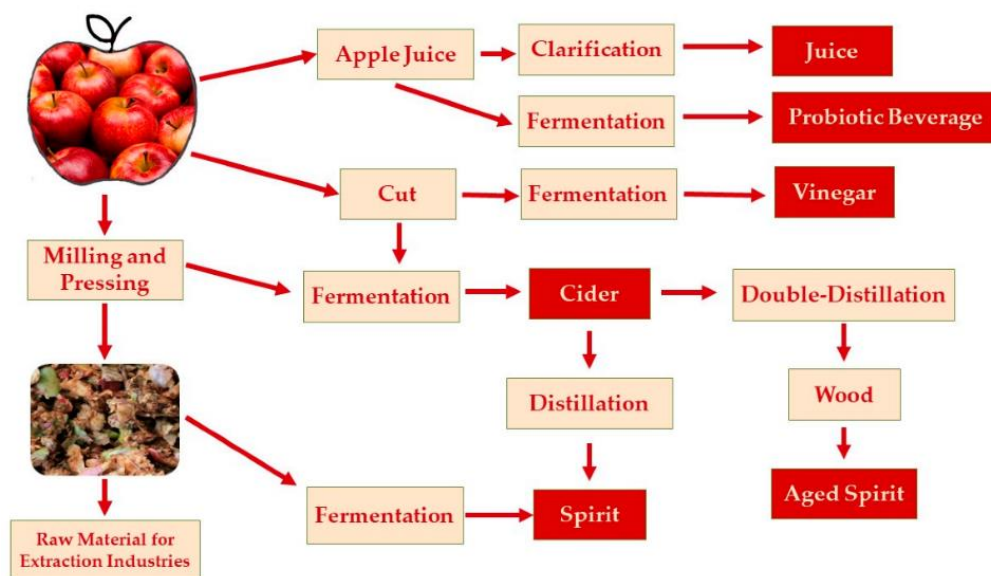 Apple Juice
Clarification
Juice
Fermentation
Probiotic Beverage
Cut
Fermentation
Vinegar
Milling and
Pressing
Fermentation
Cider
Double-Distillation
Distillation
Wood
Fermentation
Spirit
Aged Spirit
Raw Material for
Extraction Industries